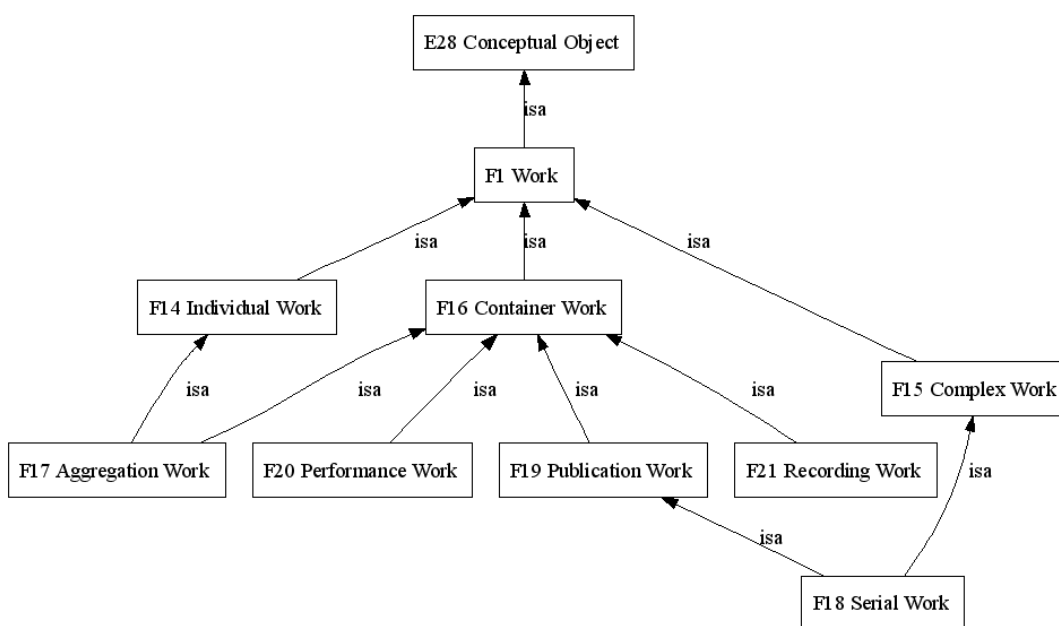 E28 Conceptual Object
isa
F1 Work
isa
isa
isa
F14 Individual Work
F16 Container Work
F15 Complex Work
isa
isa
isa
isa
isa
F17 Aggregation Work
F20 Performance Work
F19 Publication Work
F21 Recording Work
isa
isa
F18 Serial Work